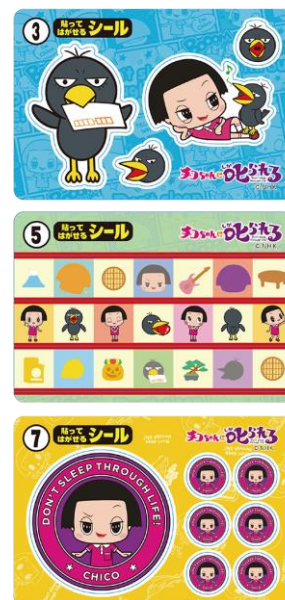 3
貼って
はがせる シール
チコちゃんに叱られる
©NHK
5
貼って
はがせる シール
チコちゃんに叱られる
©NHK
7
貼って
はがせる シール
チコちゃんに叱られる
©NHK
DON'T SLEEP THROUGH LIFE!
CHICO